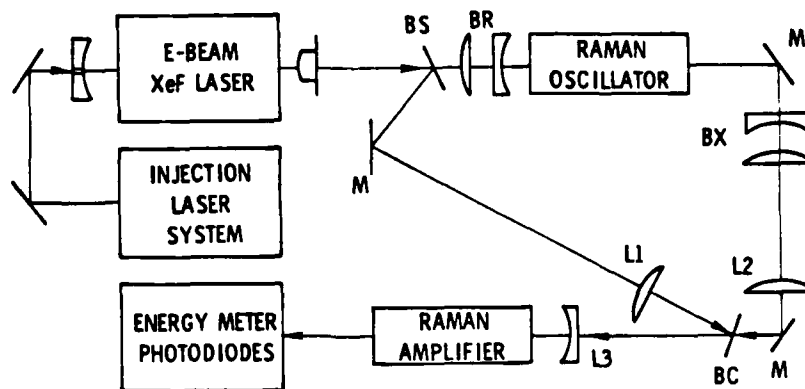 BS
BR
M
E-BEAM
XeF LASER
RAMAN
OSCILLATOR
BX
M
INJECTION
LASER
SYSTEM
L1
L2
ENERGY METER
PHOTODIODES
RAMAN
AMPLIFIER
L3
BC
M